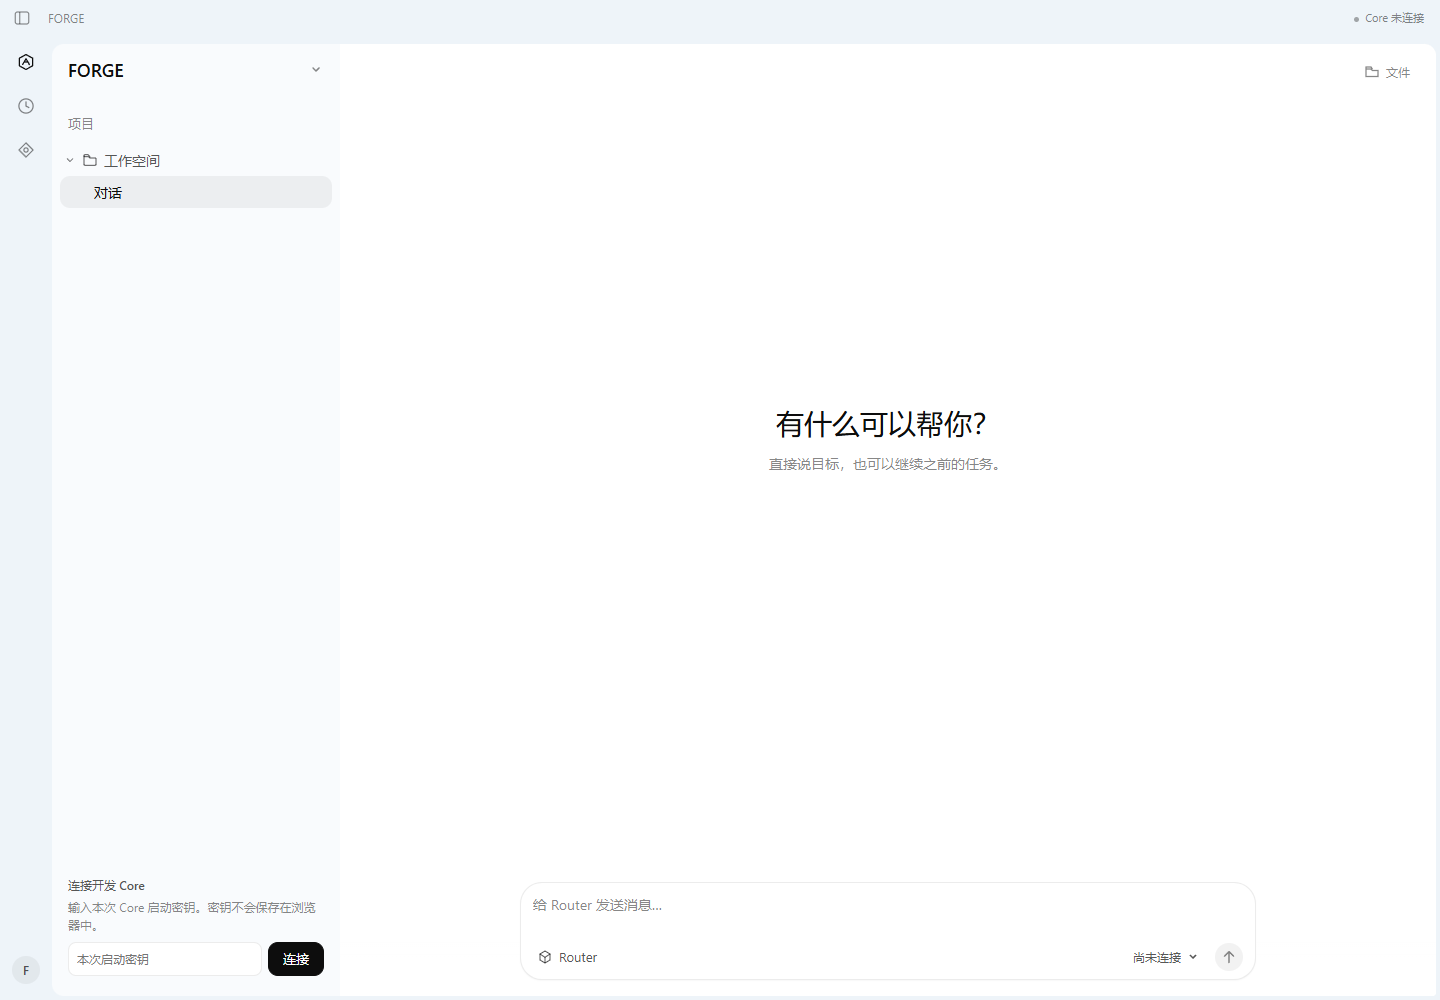 FORGE
Core 未连接
FORGE
文件
项目
工作空间
对话
有什么可以帮你？
直接说目标，也可以继续之前的任务。
连接开发 Core
输入本次 Core 启动密钥。密钥不会保存在浏览
器中。
本次启动密钥
连接
给 Router 发送消息...
Router
尚未连接
F